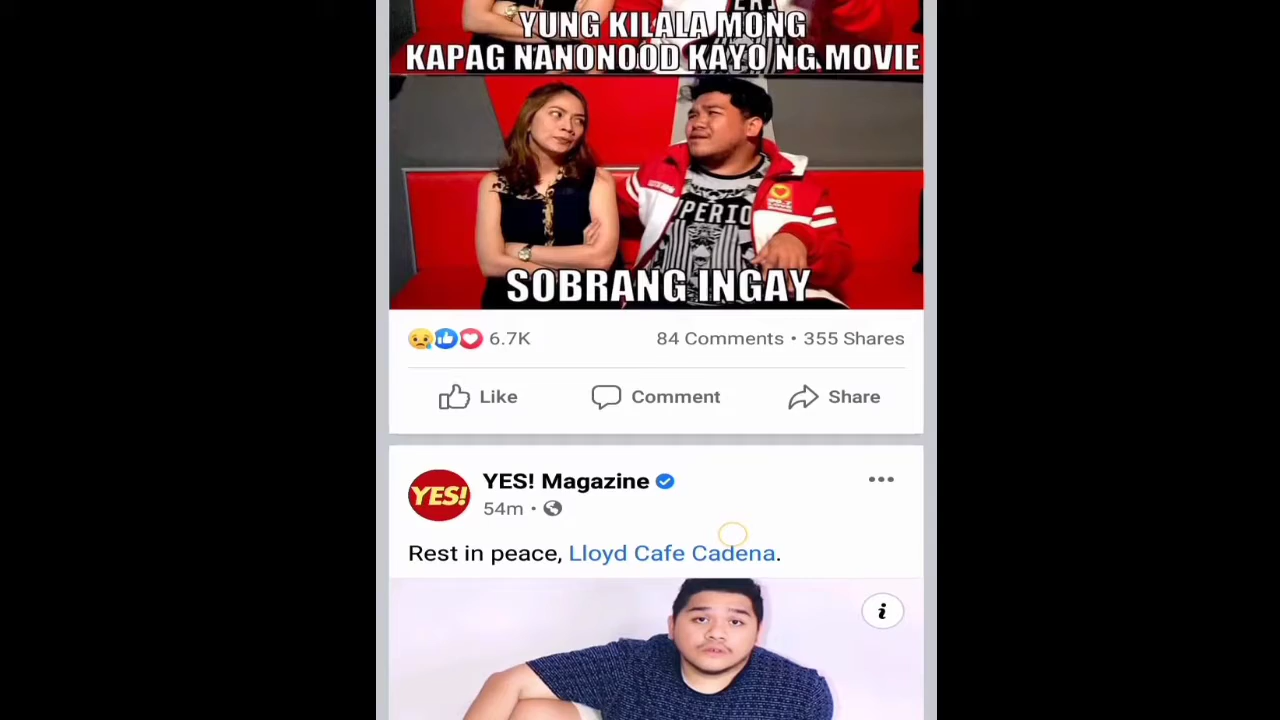 YUNG KILALA MONG
KAPAG NANONOOD KAYO NG MOVIE
SOBRANG INGAY
6.7K 84 Comments • 355 Shares
Like Comment Share
YES! YES! Magazine
54m •
Rest in peace, Lloyd Cafe Cadena.
i